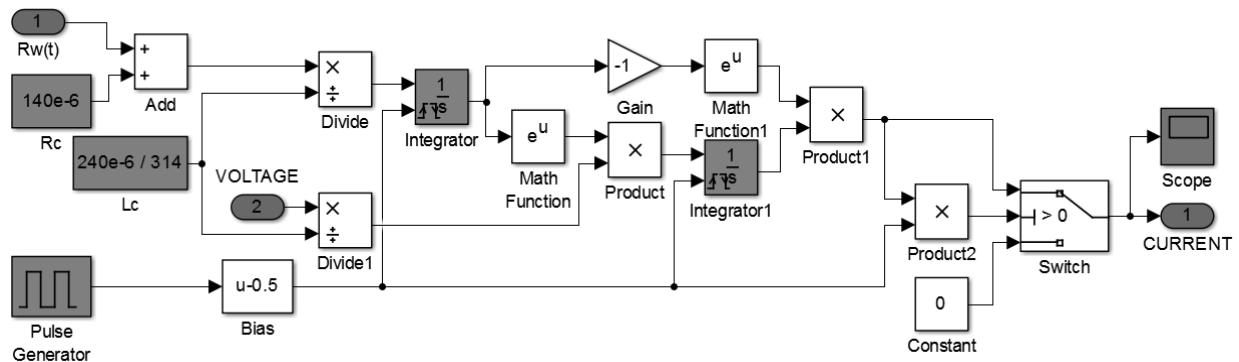 1
Rw(t)
140e-6
Rc
+
+
Add
240e-6 / 314
Lc
VOLTAGE
2
×
÷
Divide
×
÷
Divide1
1
s
Integrator
e^u
Math
Function
-1
Gain
e^u
Math
Function1
×
Product
1
s
Integrator1
×
Product1
×
Product2
> 0
Switch
0
Constant
Scope
1
CURRENT
Pulse
Generator
u-0.5
Bias